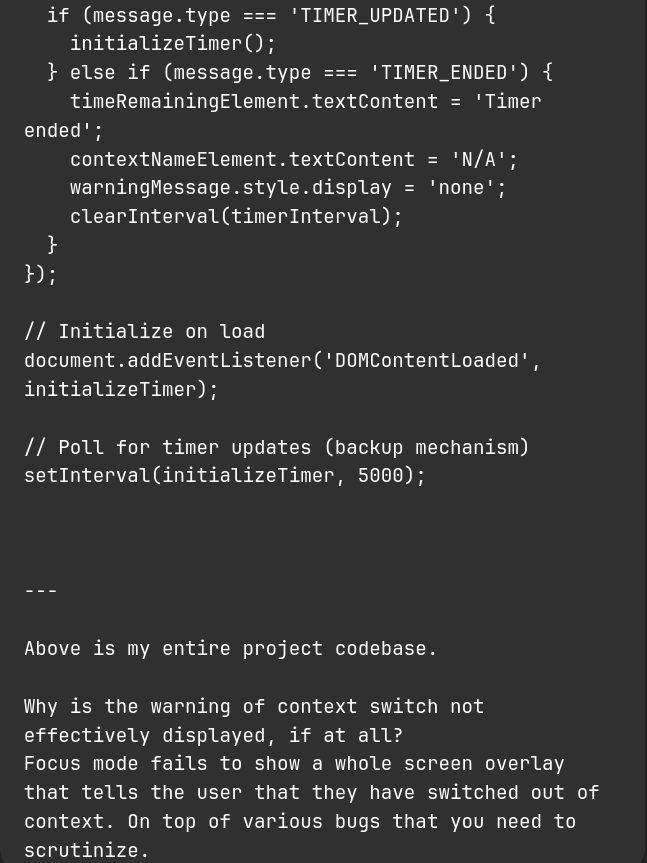 if (message.type === 'TIMER_UPDATED') {
    initializeTimer();
  } else if (message.type === 'TIMER_ENDED') {
    timeRemainingElement.textContent = 'Timer
ended';
    contextNameElement.textContent = 'N/A';
    warningMessage.style.display = 'none';
    clearInterval(timerInterval);
  }
});

// Initialize on load
document.addEventListener('DOMContentLoaded',
initializeTimer);

// Poll for timer updates (backup mechanism)
setInterval(initializeTimer, 5000);

---

Above is my entire project codebase.

Why is the warning of context switch not
effectively displayed, if at all?
Focus mode fails to show a whole screen overlay
that tells the user that they have switched out of
context. On top of various bugs that you need to
scrutinize.